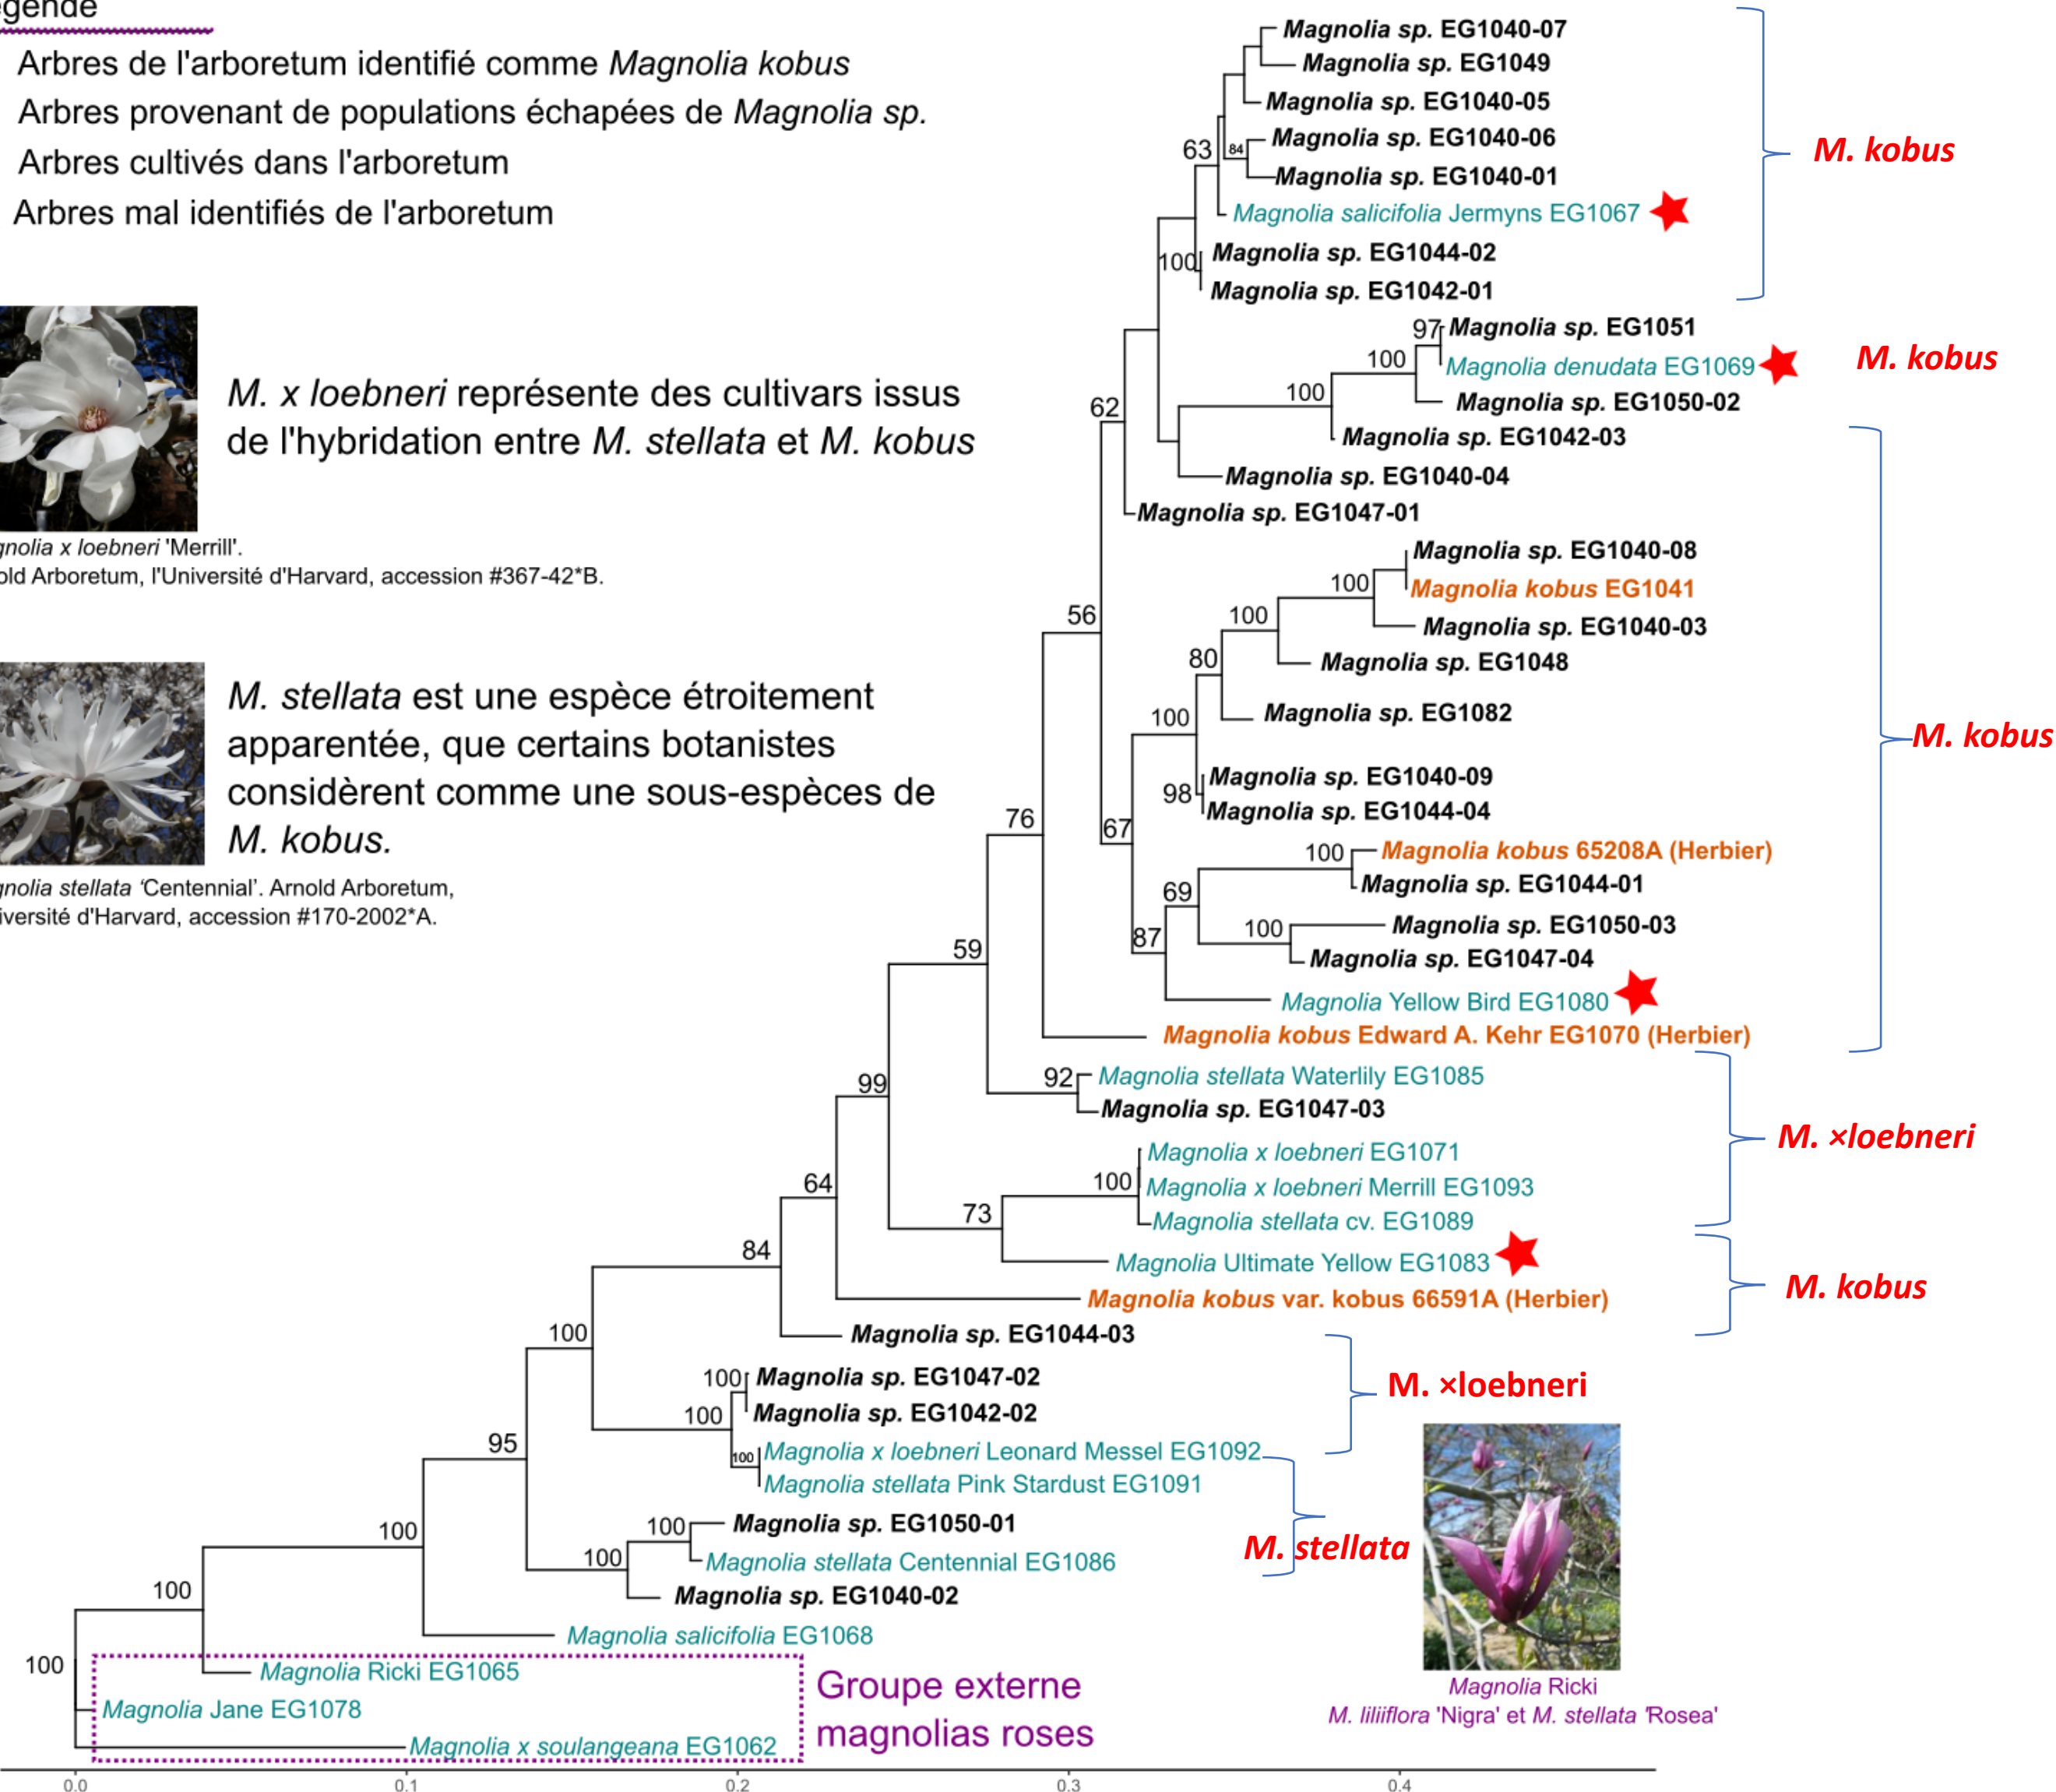 Arbres de l'arboretum identifié comme Magnolia kobus
Arbres provenant de populations échapées de Magnolia sp.
Arbres cultivés dans l'arboretum
Arbres mal identifiés de l'arboretum
M. x loebneri représente des cultivars issus
de l'hybridation entre M. stellata et M. kobus
x loebneri 'Merrill'.
Arboretum, l'Université d'Harvard, accession #367-42*B.
M. stellata est une espèce étroitement
apparentée, que certains botanistes
considèrent comme une sous-espèces de
M. kobus.
stellata 'Centennial'. Arnold Arboretum,
d'Harvard, accession #170-2002*A.
Magnolia sp. EG1040-07
Magnolia sp. EG1049
Magnolia sp. EG1040-05
Magnolia sp. EG1040-06
84
63
M. kobus
Magnolia sp. EG1040-01
Magnolia salicifolia Jermyns EG1067
Magnolia sp. EG1044-02
100
Magnolia sp. EG1042-01
97
Magnolia sp. EG1051
100
Magnolia denudata EG1069
M. kobus
100
Magnolia sp. EG1050-02
62
Magnolia sp. EG1042-03
Magnolia sp. EG1040-04
Magnolia sp. EG1047-01
Magnolia sp. EG1040-08
100
Magnolia kobus EG1041
100
Magnolia sp. EG1040-03
56
80
Magnolia sp. EG1048
100
Magnolia sp. EG1082
M. kobus
Magnolia sp. EG1040-09
98
Magnolia sp. EG1044-04
76
67
100
Magnolia kobus 65208A (Herbier)
Magnolia sp. EG1044-01
69
100
Magnolia sp. EG1050-03
87
Magnolia sp. EG1047-04
59
Magnolia Yellow Bird EG1080
Magnolia kobus Edward A. Kehr EG1070 (Herbier)
92
Magnolia stellata Waterlily EG1085
99
Magnolia sp. EG1047-03
M. ×loebneri
Magnolia x loebneri EG1071
100
Magnolia x loebneri Merrill EG1093
64
73
Magnolia stellata cv. EG1089
84
Magnolia Ultimate Yellow EG1083
M. kobus
Magnolia kobus var. kobus 66591A (Herbier)
100
Magnolia sp. EG1044-03
100
Magnolia sp. EG1047-02
M. ×loebneri
100
Magnolia sp. EG1042-02
95
100
Magnolia x loebneri Leonard Messel EG1092
Magnolia stellata Pink Stardust EG1091
100
Magnolia sp. EG1050-01
M. stellata
100
100
Magnolia stellata Centennial EG1086
Magnolia sp. EG1040-02
100
Magnolia salicifolia EG1068
100
Magnolia Ricki EG1065
Magnolia Jane EG1078
Magnolia x soulangeana EG1062
Groupe externe
magnolias roses
Magnolia Ricki
M. liliiflora 'Nigra' et M. stellata 'Rosea'
0.0 0.1 0.2 0.3 0.4